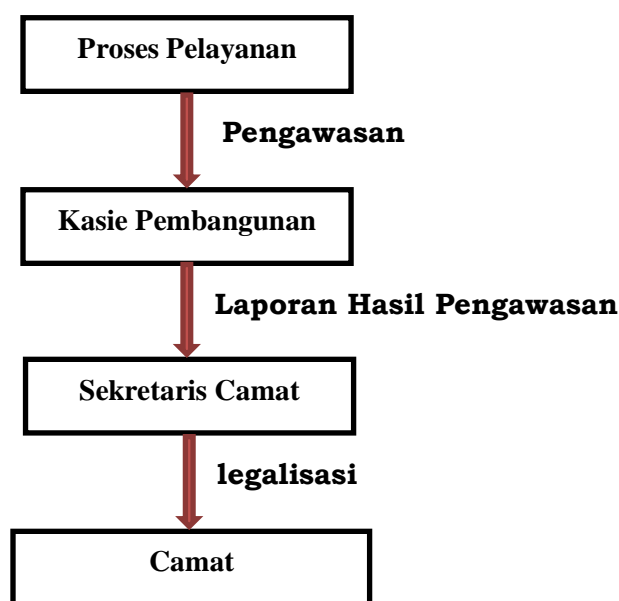 Proses Pelayanan
Pengawasan
Kasie Pembangunan
Laporan Hasil Pengawasan
Sekretaris Camat
legalisasi
Camat